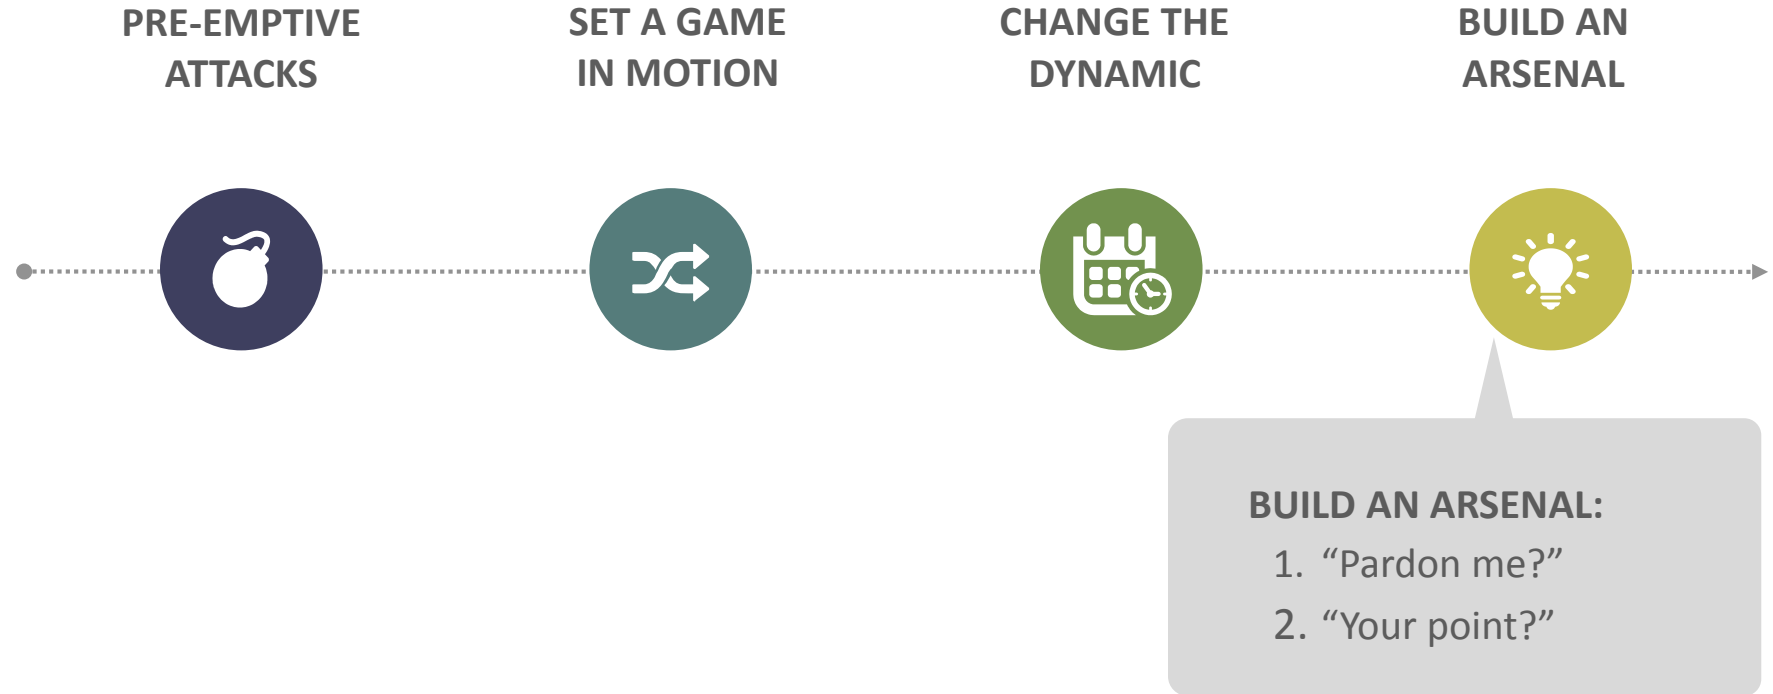 PRE-EMPTIVE
ATTACKS
SET A GAME
IN MOTION
CHANGE THE
DYNAMIC
BUILD AN
ARSENAL
BUILD AN ARSENAL:
1. “Pardon me?”
2. “Your point?”